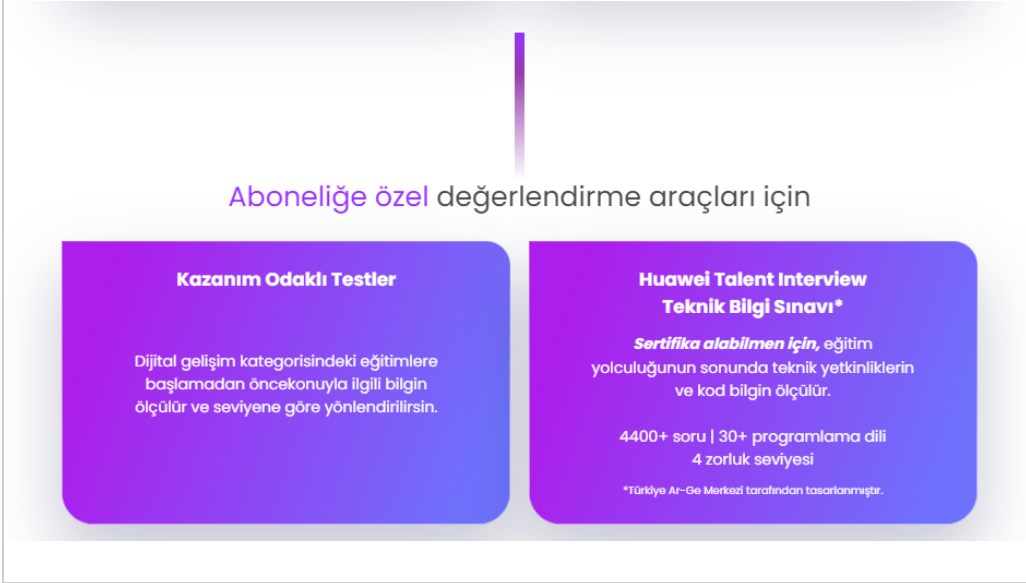 Aboneliğe özel değerlendirme araçları için
Kazanım Odaklı Testler
Dijital gelişim kategorisindeki eğitimlere
başlamadan öncekonuyla ilgili bilgin
ölçülür ve seviyene göre yönlendirilirsin.
Huawei Talent Interview
Teknik Bilgi Sınavı*
Sertifika alabilmen için, eğitim
yolculuğunun sonunda teknik yetkinliklerin
ve kod bilgin ölçülür.
4400+ soru | 30+ programlama dili
4 zorluk seviyesi
*Türkiye Ar-Ge Merkezi tarafından tasarlanmıştır.